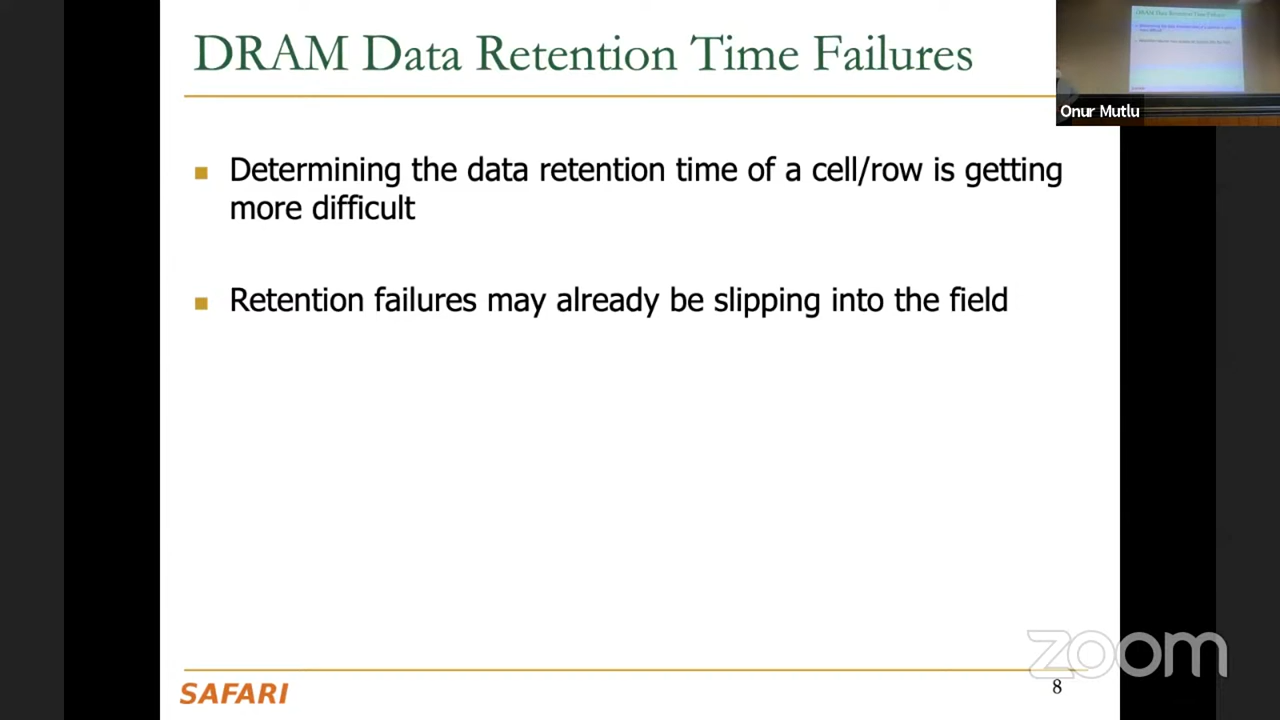 DRAM Data Retention Time Failures
Onur Mutlu
Determining the data retention time of a cell/row is getting
more difficult
Retention failures may already be slipping into the field
zoom
SAFARI
8